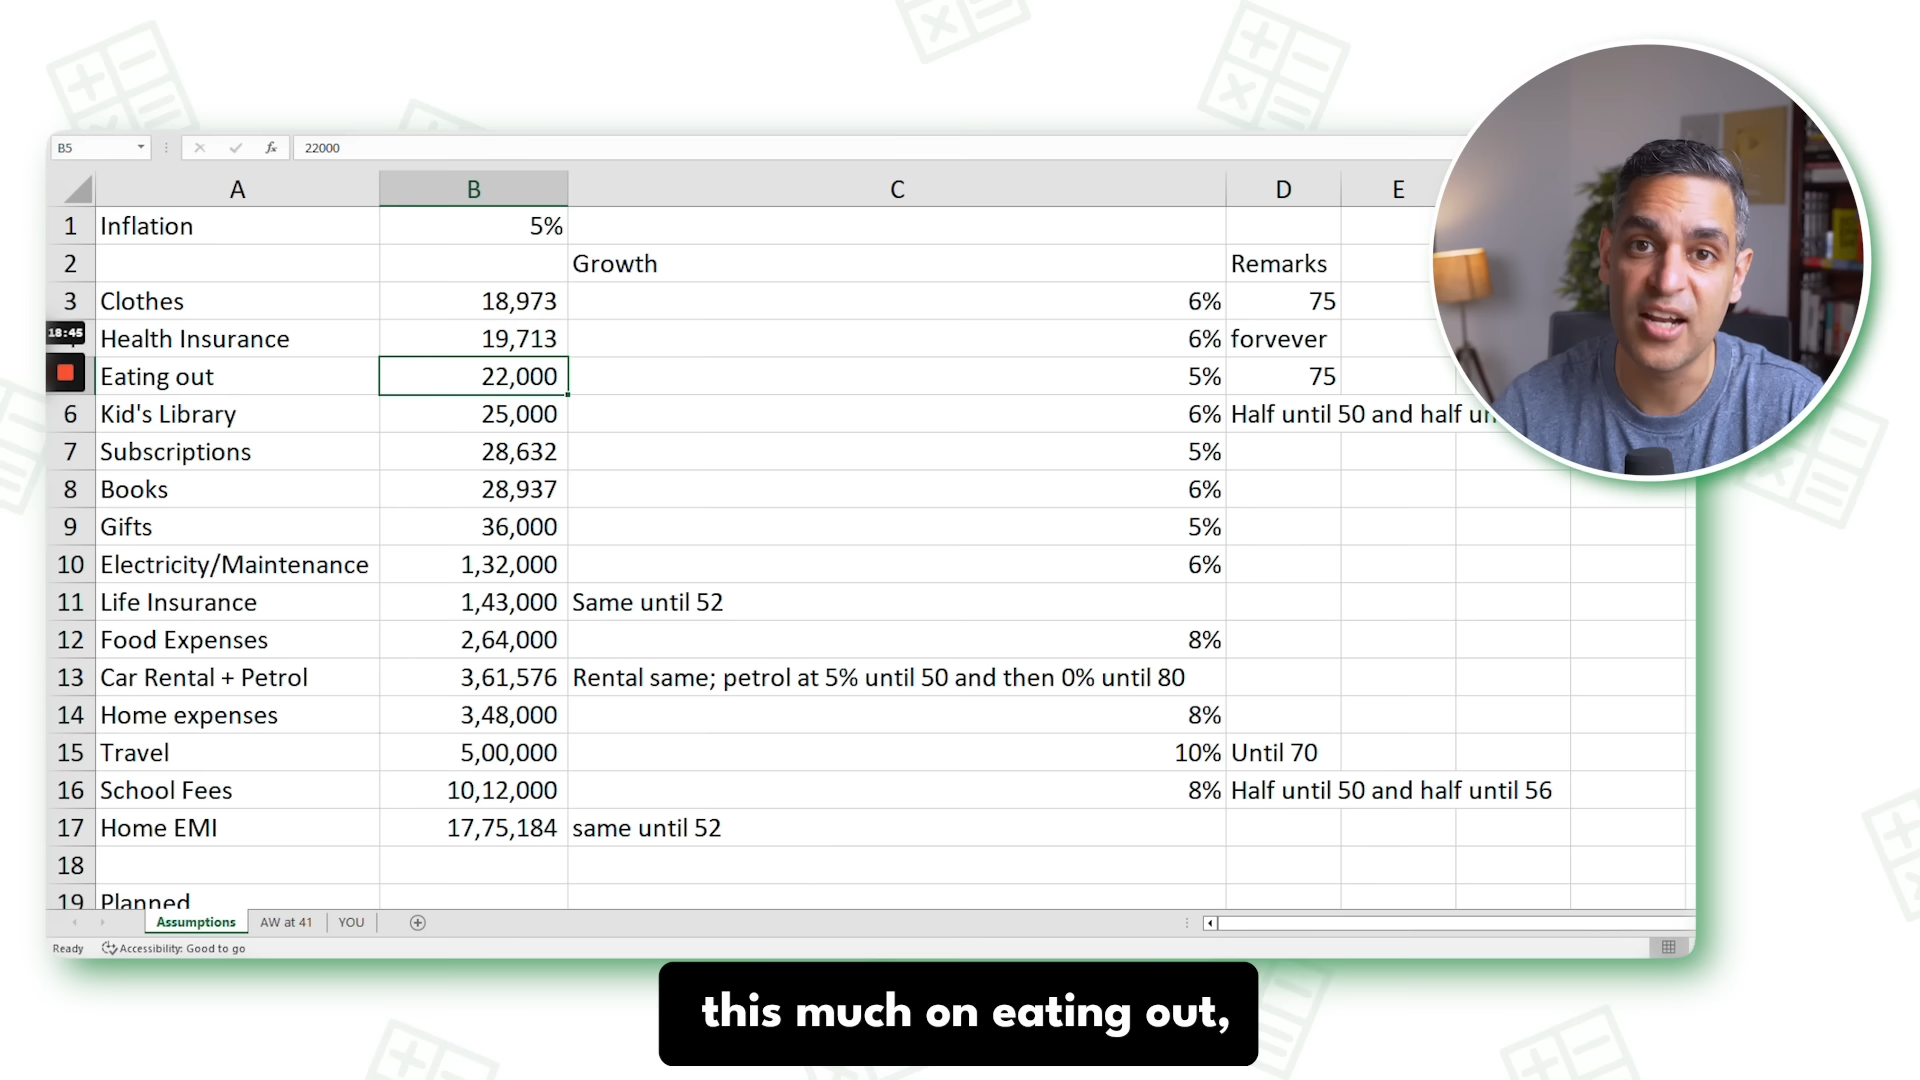 B5 fx 22000
A B C D E
1 Inflation 5%
2 Growth Remarks
3 Clothes 18,973 6% 75
18:45 Health Insurance 19,713 6% forvever
Eating out 22,000 5% 75
6 Kid's Library 25,000 6% Half until 50 and half un
7 Subscriptions 28,632 5%
8 Books 28,937 6%
9 Gifts 36,000 5%
10 Electricity/Maintenance 1,32,000 6%
11 Life Insurance 1,43,000 Same until 52
12 Food Expenses 2,64,000 8%
13 Car Rental + Petrol 3,61,576 Rental same; petrol at 5% until 50 and then 0% until 80
14 Home expenses 3,48,000 8%
15 Travel 5,00,000 10% Until 70
16 School Fees 10,12,000 8% Half until 50 and half until 56
17 Home EMI 17,75,184 same until 52
18
19 Planned
Assumptions AW at 41 YOU
Ready Accessibility: Good to go
this much on eating out,